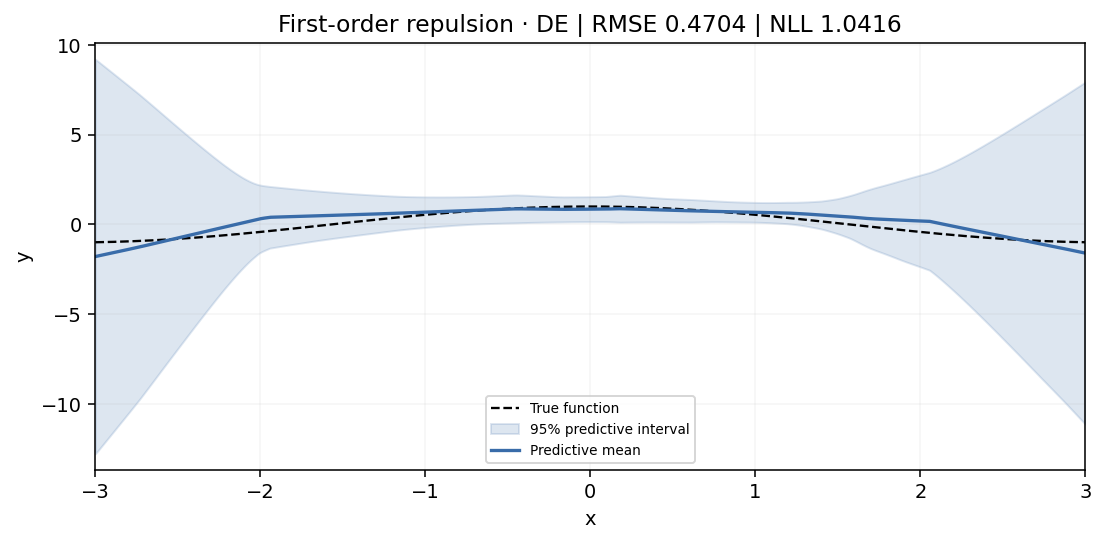 First-order repulsion · DE | RMSE 0.4704 | NLL 1.0416
10
5
0
−5
−10
y
True function
95% predictive interval
Predictive mean
−3 −2 −1 0 1 2 3
x